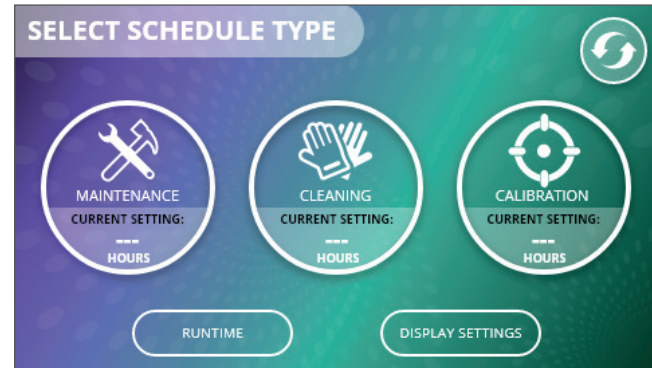 SELECT SCHEDULE TYPE
MAINTENANCE
CURRENT SETTING:
---
HOURS
CLEANING
CURRENT SETTING:
---
HOURS
CALIBRATION
CURRENT SETTING:
---
HOURS
RUNTIME
DISPLAY SETTINGS